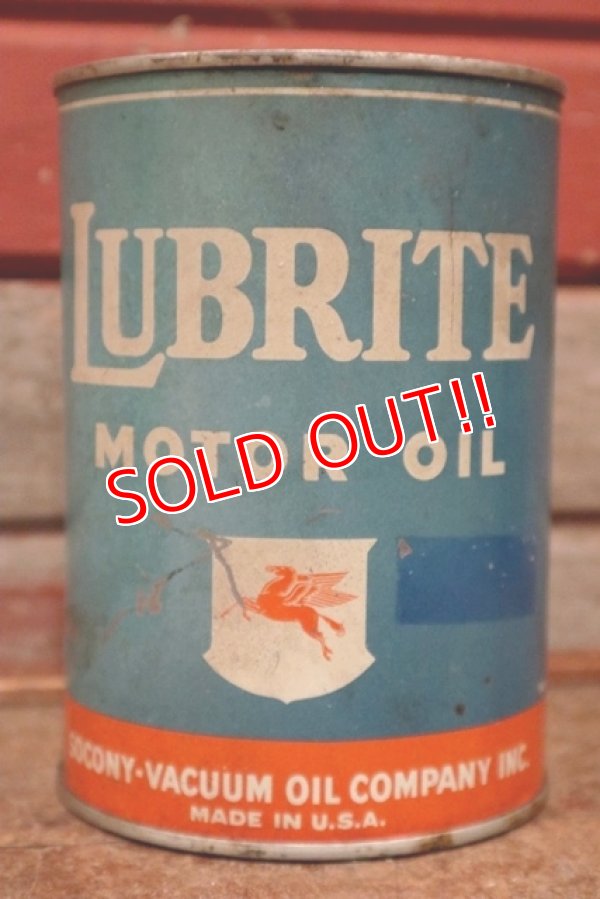 LUBRITE
MOTOR OIL
SOLD OUT!!
SOCONY-VACUUM OIL COMPANY INC.
MADE IN U.S.A.